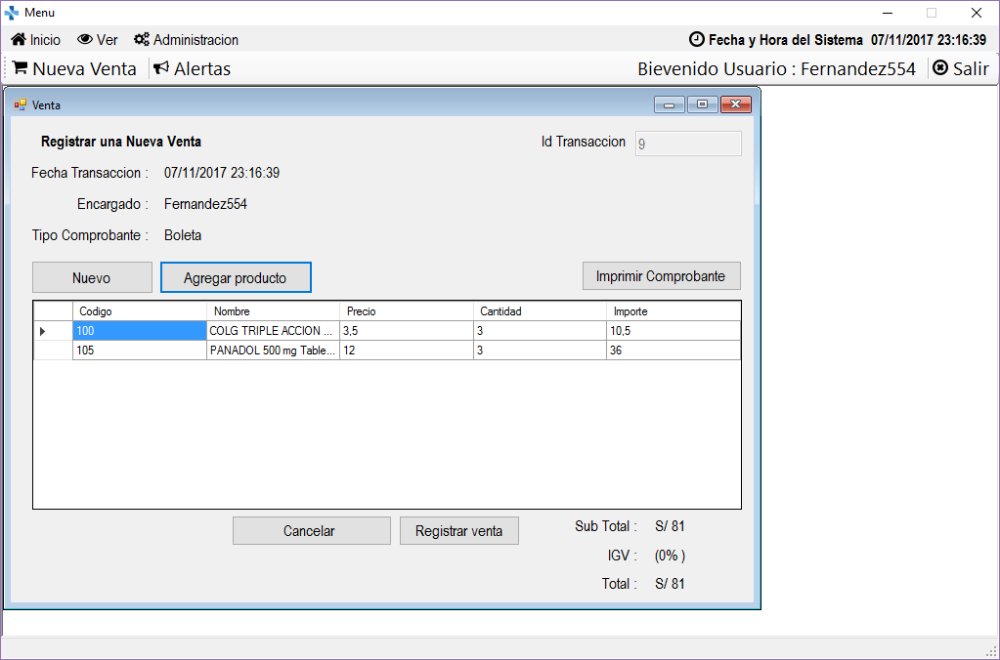 Menu
Inicio Ver Administracion Fecha y Hora del Sistema 07/11/2017 23:16:39
Nueva Venta Alertas Bievenido Usuario : Fernandez554 Salir
Venta
Registrar una Nueva Venta Id Transaccion 9
Fecha Transaccion : 07/11/2017 23:16:39
Encargado : Fernandez554
Tipo Comprobante : Boleta
Nuevo Agregar producto Imprimir Comprobante
Codigo Nombre Precio Cantidad Importe
100 COLG TRIPLE ACCION ... 3,5 3 10,5
105 PANADOL 500 mg Table... 12 3 36
Cancelar Registrar venta Sub Total : S/ 81
IGV : (0% )
Total : S/ 81